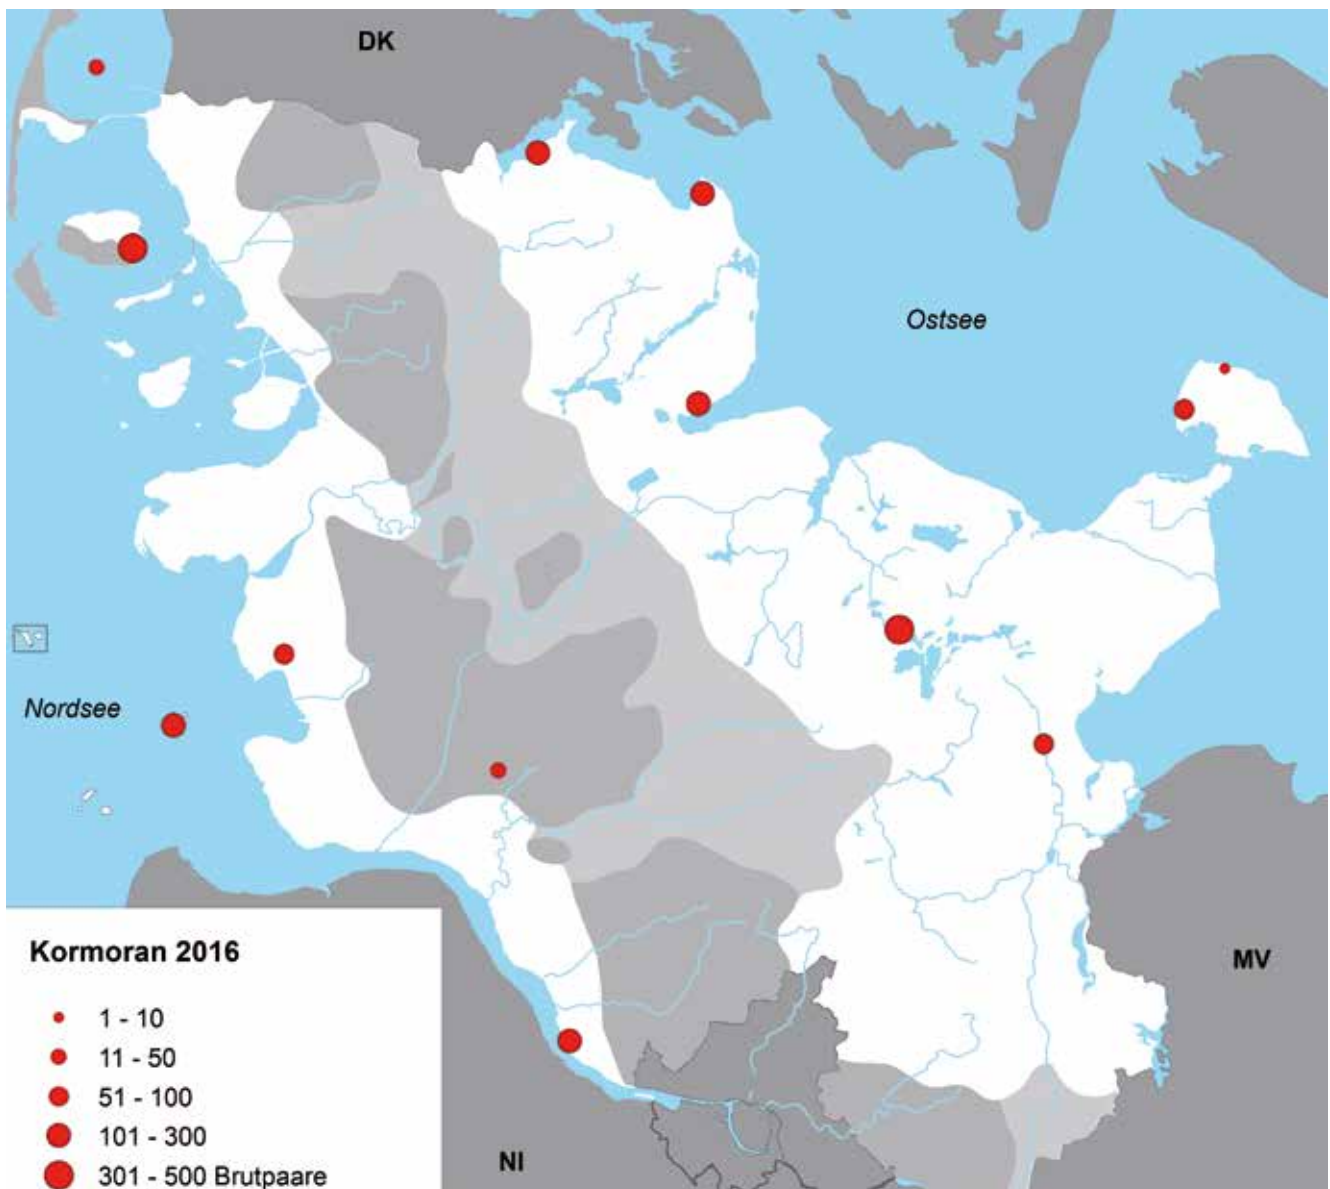 DK
Ostsee
Nordsee
MV
NI
Kormoran 2016
1 - 10
11 - 50
51 - 100
101 - 300
301 - 500 Brutpaare